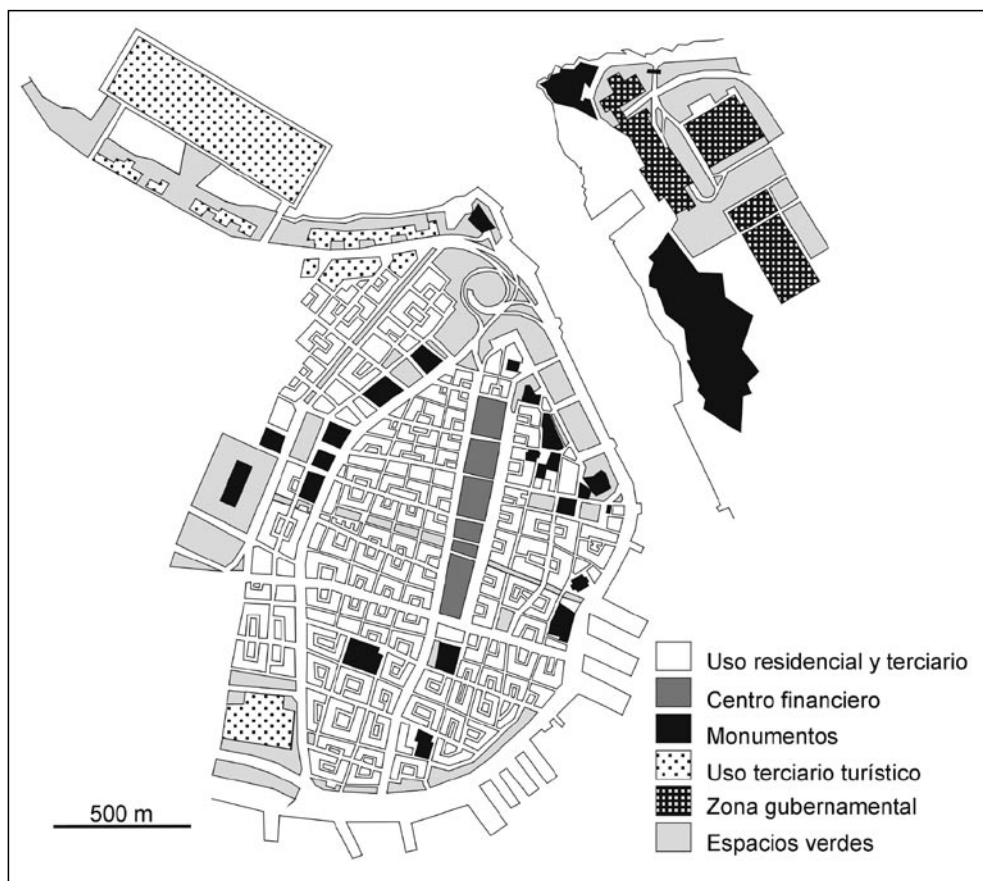 Uso residencial y terciario
Centro financiero
Monumentos
Uso terciario turístico
Zona gubernamental
Espacios verdes
500 m